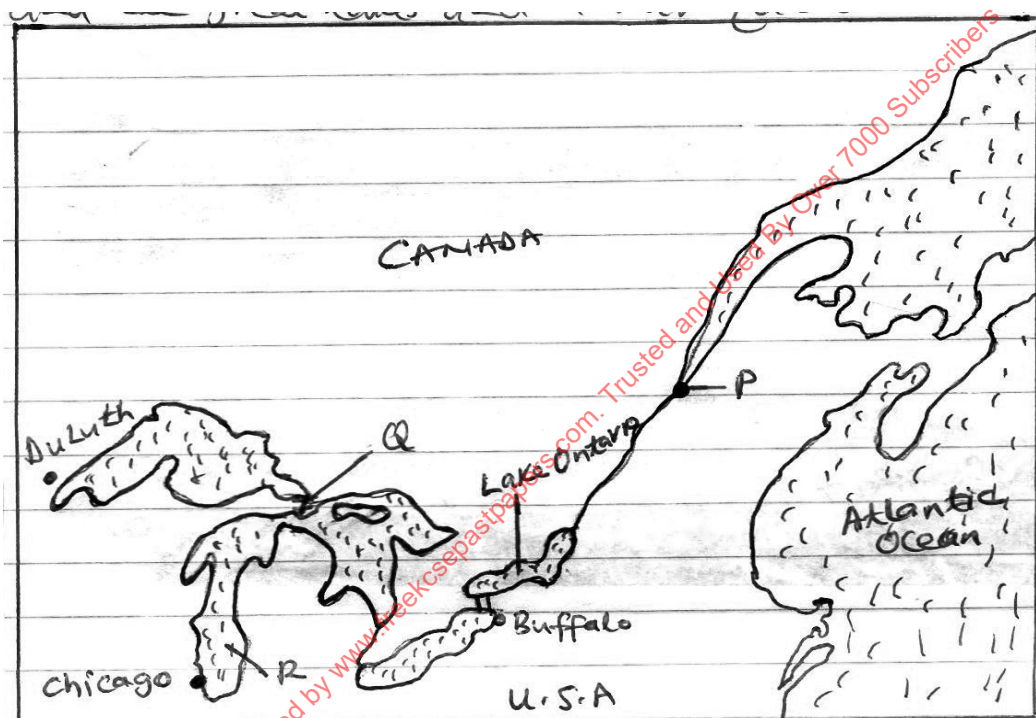 CANADA
P
Duluth
Q
Lake Ontario
Atlantic
Ocean
Buffalo
Chicago
R
U.S.A
by www.freekcsepastpapers.com. Trusted and Used By Over 7000 Subscribers